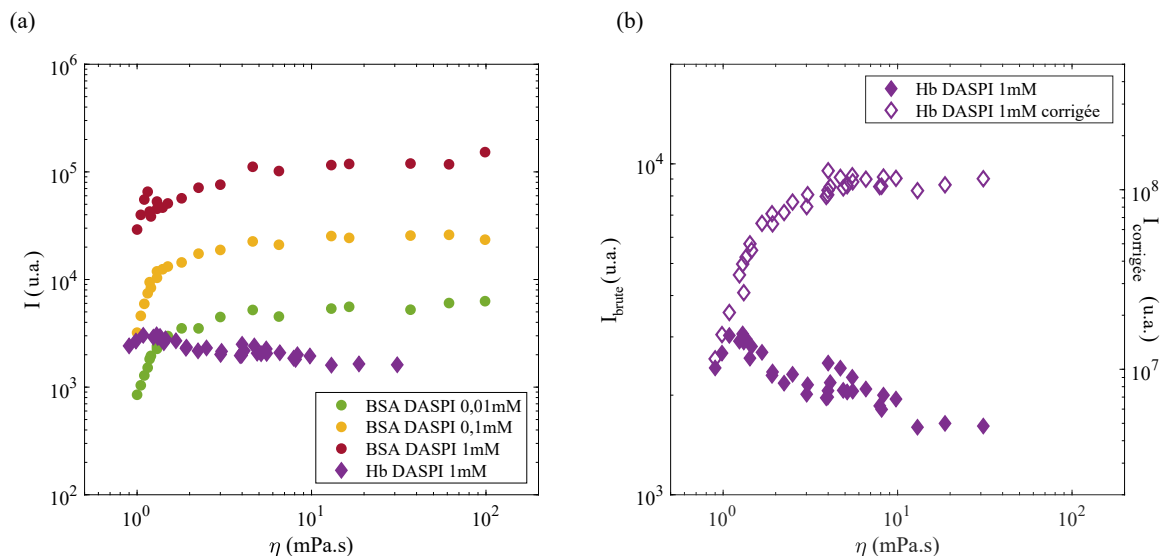 (a)
(b)
10^6
10^5
10^4
10^3
10^2
I (u.a.)
BSA DASPI 0,01mM
BSA DASPI 0,1mM
BSA DASPI 1mM
Hb DASPI 1mM
10^0
10^1
10^2
η (mPa.s)
Hb DASPI 1mM
Hb DASPI 1mM corrigée
10^4
10^3
I_brute (u.a.)
10^8
10^7
I_corrigée (u.a.)
10^0
10^1
10^2
η (mPa.s)